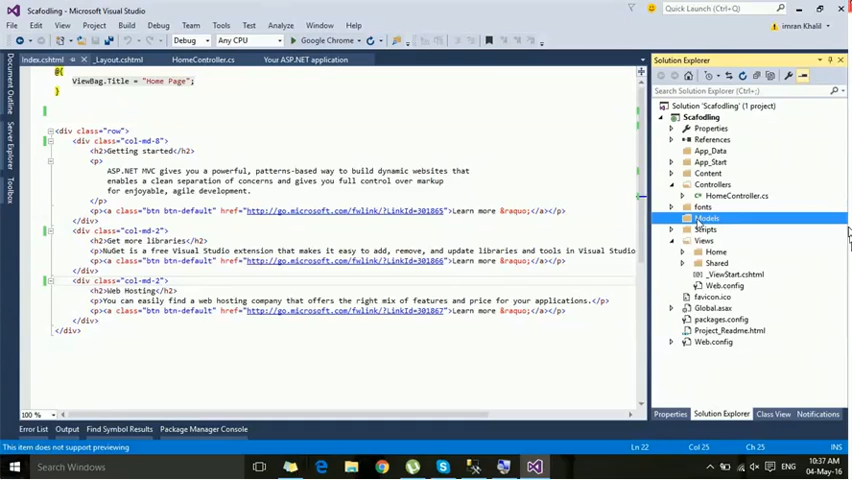 Scafodling - Microsoft Visual Studio
Quick Launch (Ctrl+Q)
File Edit View Project Build Debug Team Tools Test Analyze Window Help
imran Khalil
Debug Any CPU Google Chrome
Index.cshtml _Layout.cshtml HomeController.cs Your ASP.NET application
Document Outline
Server Explorer
Toolbox
@{
ViewBag.Title = "Home Page";
}
<div class="row">
<div class="col-md-8">
<h2>Getting started</h2>
<p>
ASP.NET MVC gives you a powerful, patterns-based way to build dynamic websites that
enables a clean separation of concerns and gives you full control over markup
for enjoyable, agile development.
</p>
<p><a class="btn btn-default" href="http://go.microsoft.com/fwlink/?LinkId=301865">Learn more &raquo;</a></p>
</div>
<div class="col-md-2">
<h2>Get more libraries</h2>
<p>NuGet is a free Visual Studio extension that makes it easy to add, remove, and update libraries and tools in Visual Studio
<p><a class="btn btn-default" href="http://go.microsoft.com/fwlink/?LinkId=301866">Learn more &raquo;</a></p>
</div>
<div class="col-md-2">
<h2>Web Hosting</h2>
<p>You can easily find a web hosting company that offers the right mix of features and price for your applications.</p>
<p><a class="btn btn-default" href="http://go.microsoft.com/fwlink/?LinkId=301867">Learn more &raquo;</a></p>
</div>
</div>
100 %
Solution Explorer
Search Solution Explorer (Ctrl+;)
Solution 'Scafodling' (1 project)
Scafodling
Properties
References
App_Data
App_Start
Content
Controllers
HomeController.cs
fonts
Models
Scripts
Views
Home
Shared
_ViewStart.cshtml
Web.config
favicon.ico
Global.asax
packages.config
Project_Readme.html
Web.config
Properties Solution Explorer Class View Notifications
Error List Output Find Symbol Results Package Manager Console
This item does not support previewing Ln 22 Col 25 Ch 25 INS
Search Windows
ENG
10:37 AM
04-May-16